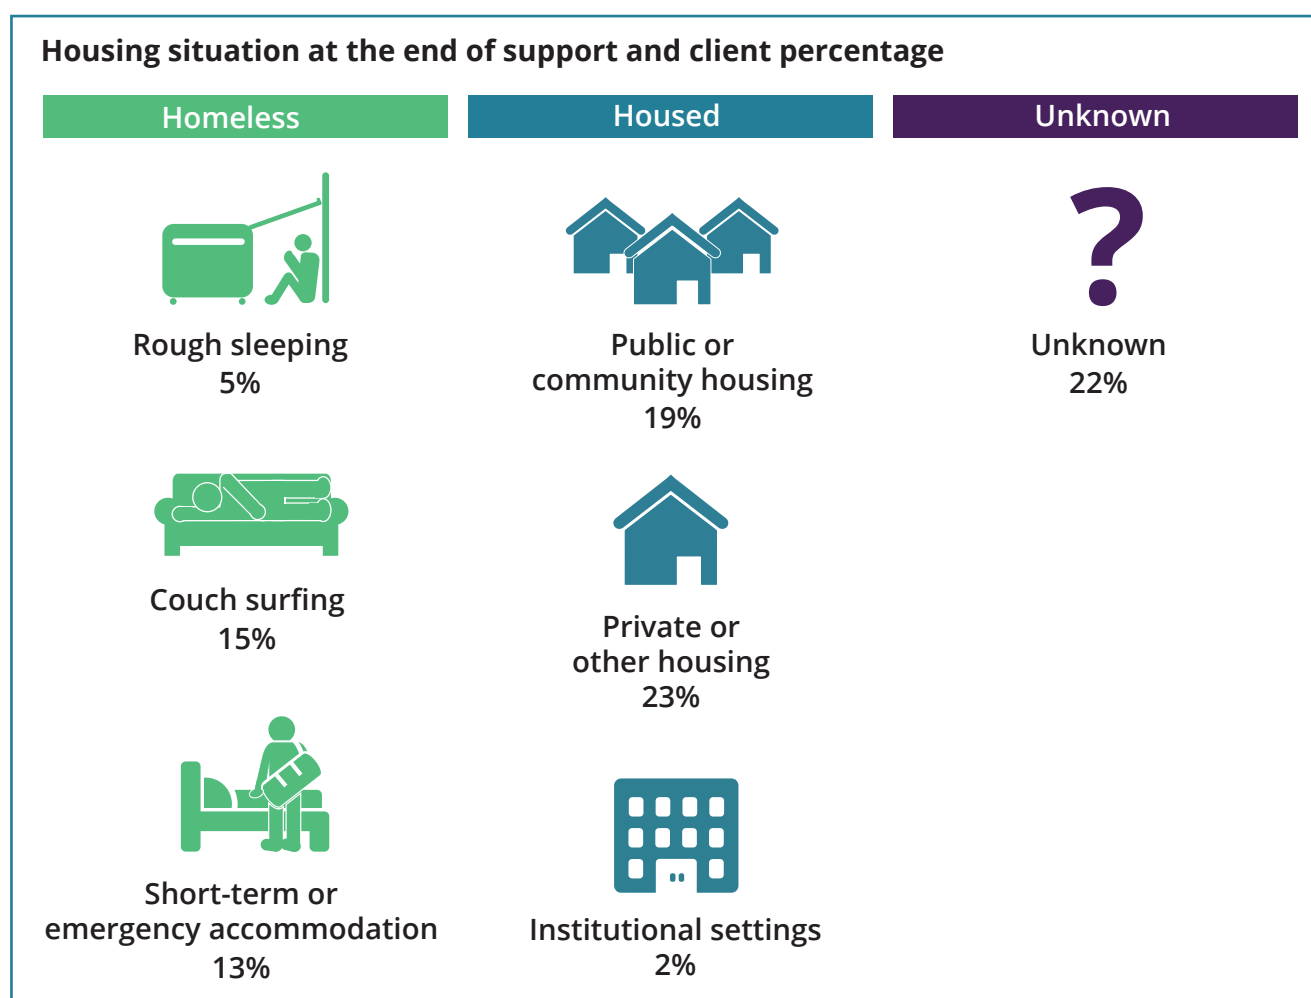 Housing situation at the end of support and client percentage
Homeless
Rough sleeping
5%
Couch surfing
15%
Short-term or
emergency accommodation
13%
Housed
Public or
community housing
19%
Private or
other housing
23%
Institutional settings
2%
Unknown
?
Unknown
22%